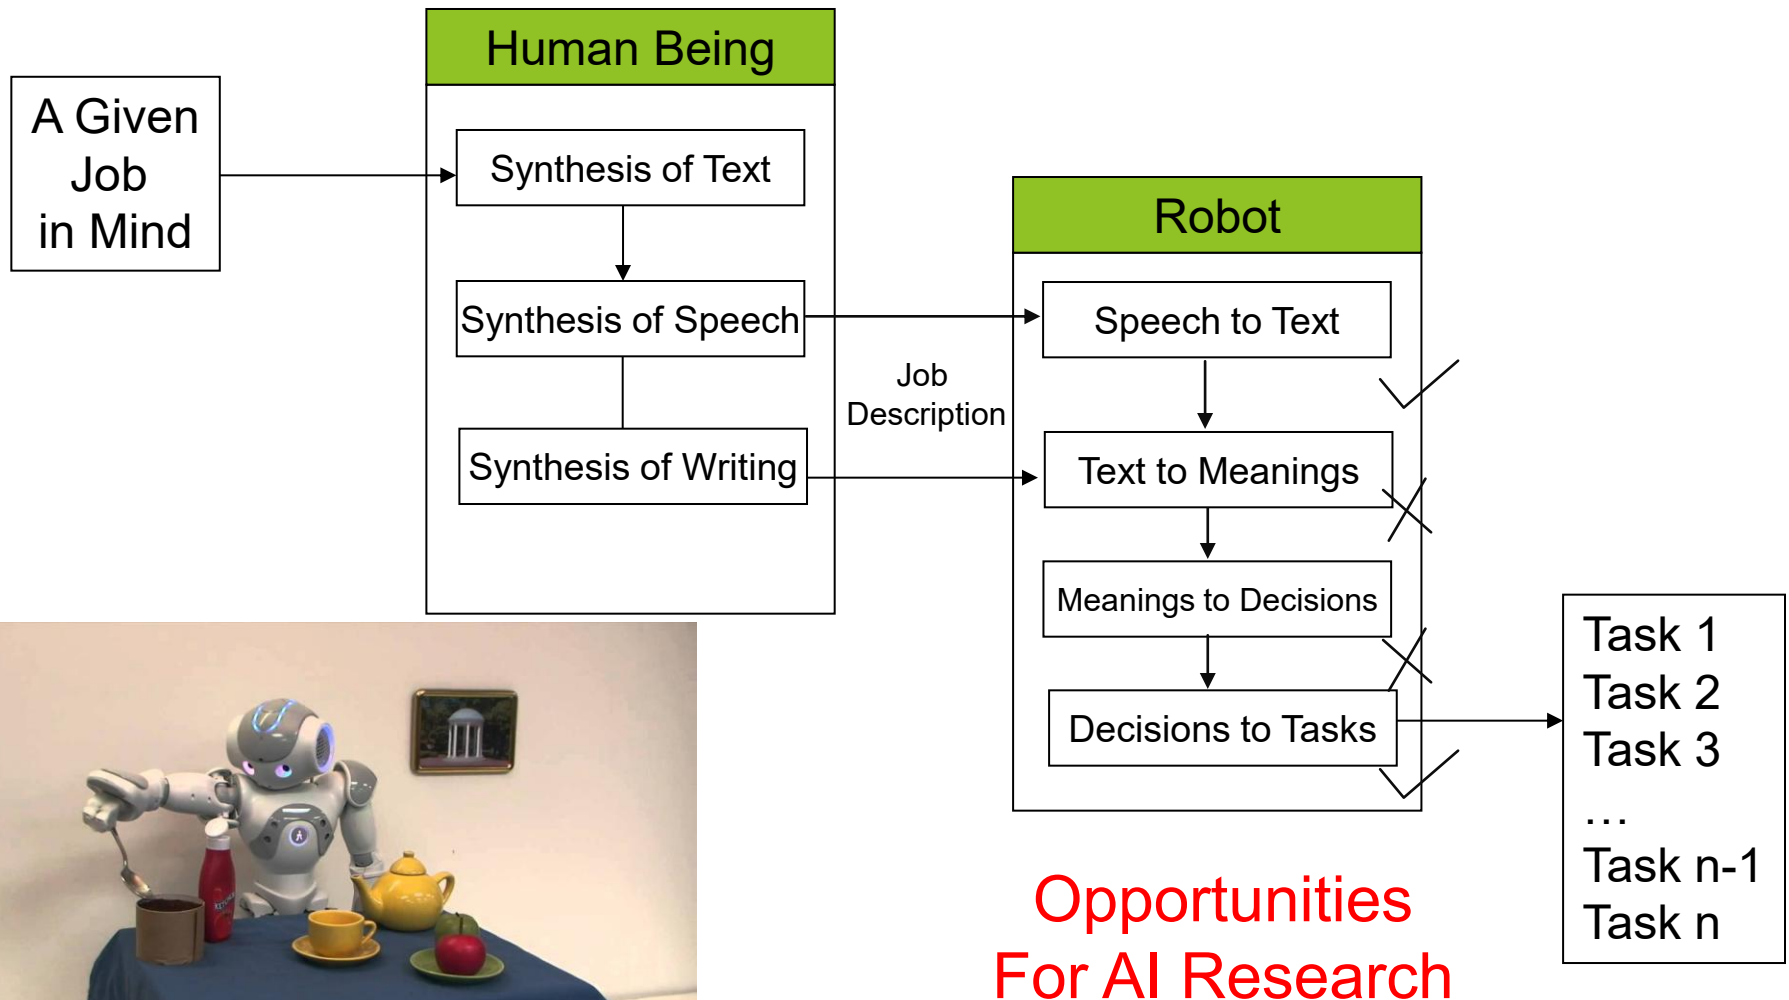 A Given
Job
in Mind
Human Being
Synthesis of Text
Synthesis of Speech
Synthesis of Writing
Job
Description
Robot
Speech to Text
Text to Meanings
Meanings to Decisions
Decisions to Tasks
Task 1
Task 2
Task 3
…
Task n-1
Task n
Opportunities
For AI Research